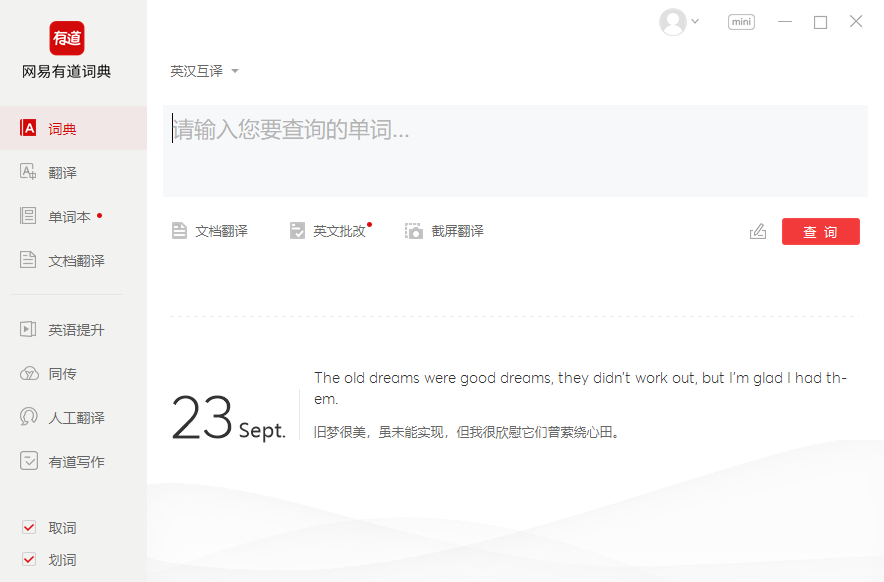 有道
网易有道词典
词典
翻译
单词本
文档翻译
英语提升
同传
人工翻译
有道写作
取词
划词
mini
英汉互译
请输入您要查询的单词...
文档翻译
英文批改
截屏翻译
查 询
23 Sept.
The old dreams were good dreams, they didn't work out, but I'm glad I had th-
em.
旧梦很美，虽未能实现，但我很欣慰它们曾萦绕心田。